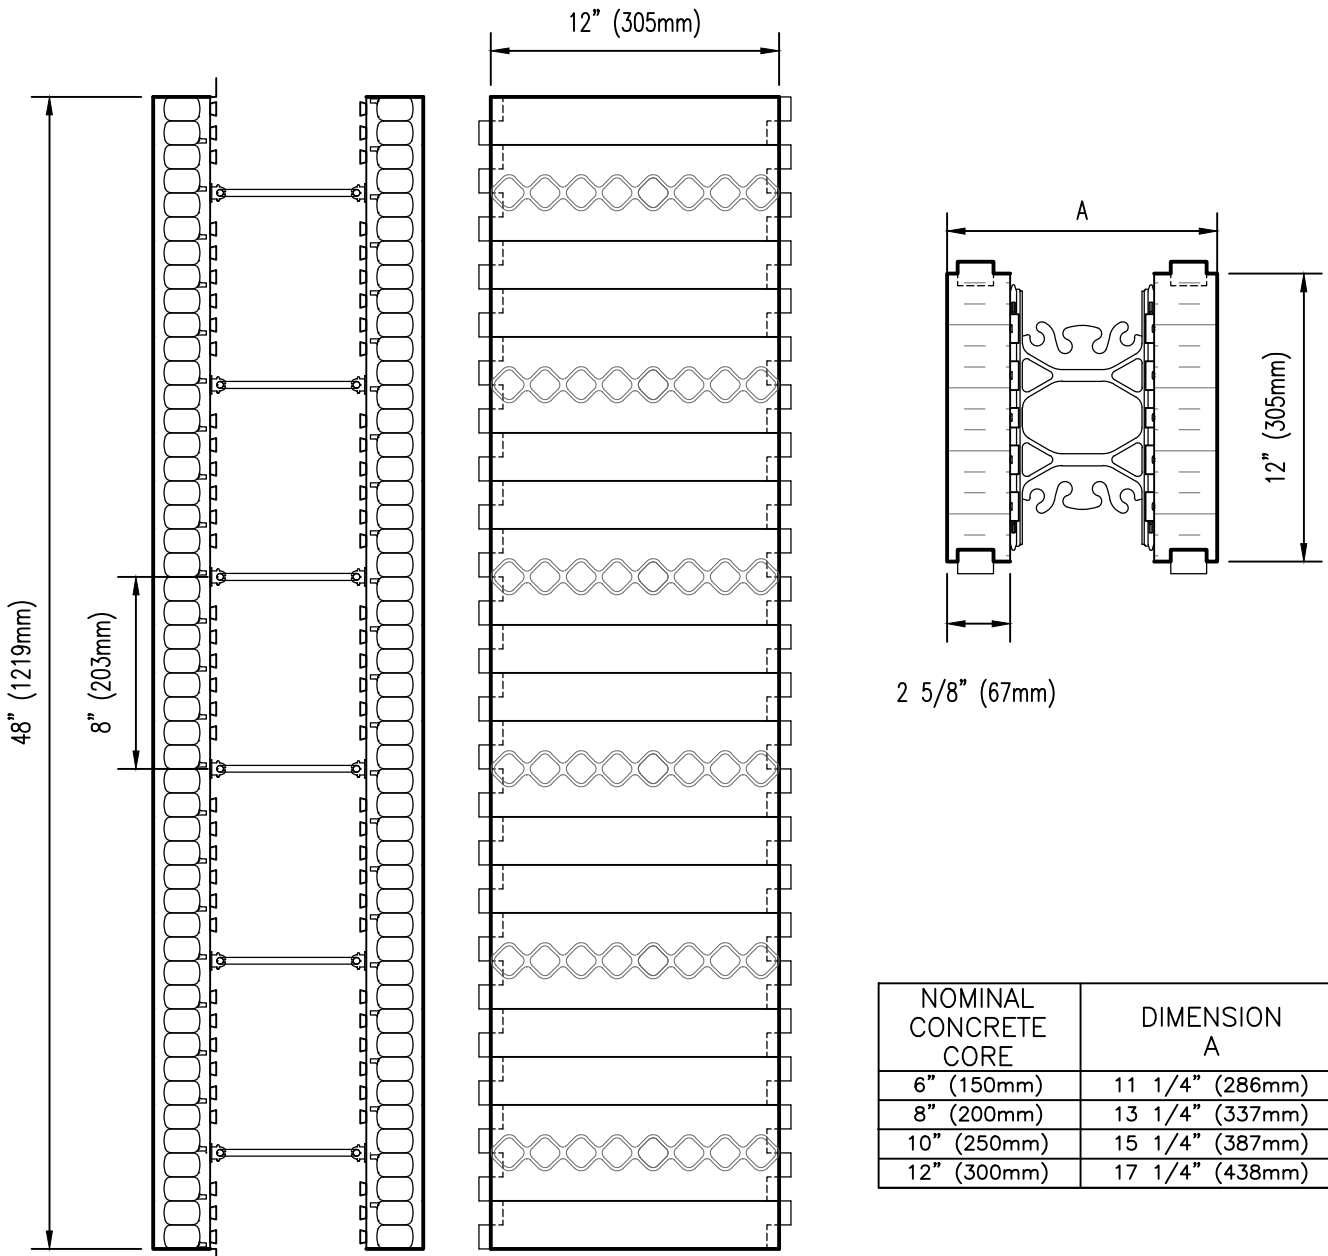 12” (305mm)
A
48” (1219mm)
8” (203mm)
12” (305mm)
2 5/8” (67mm)
NOMINAL
CONCRETE
CORE
DIMENSION
A
6” (150mm) 11 1/4” (286mm)
8” (200mm) 13 1/4” (337mm)
10” (250mm) 15 1/4” (387mm)
12” (300mm) 17 1/4” (438mm)